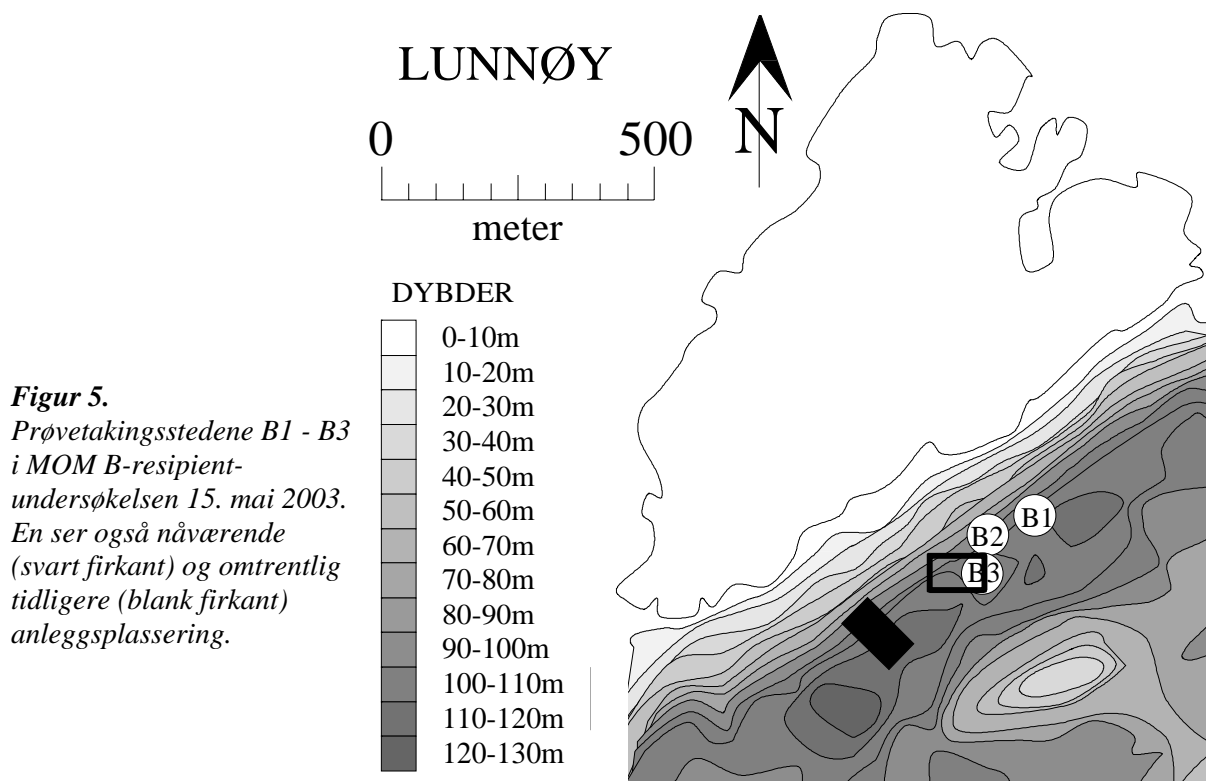 LUNNØY
0 500
meter
N
DYBDER
0-10m
10-20m
20-30m
30-40m
40-50m
50-60m
60-70m
70-80m
80-90m
90-100m
100-110m
110-120m
120-130m
B1
B2
B3
Figur 5.
Prøvetakingsstedene B1 - B3
i MOM B-resipient-
undersøkelsen 15. mai 2003.
En ser også nåværende
(svart firkant) og omtrentlig
tidligere (blank firkant)
anleggsplassering.